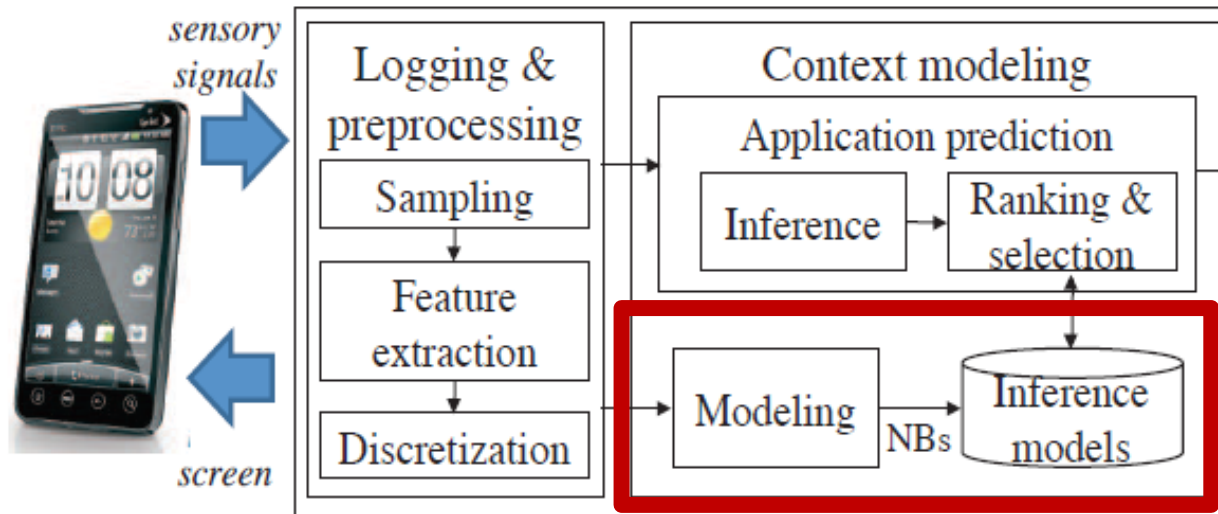 sensory
signals
Logging &
preprocessing
Sampling
Feature
extraction
Discretization
Context modeling
Application prediction
Inference
Ranking &
selection
Modeling
NBs
Inference
models
10 08
screen